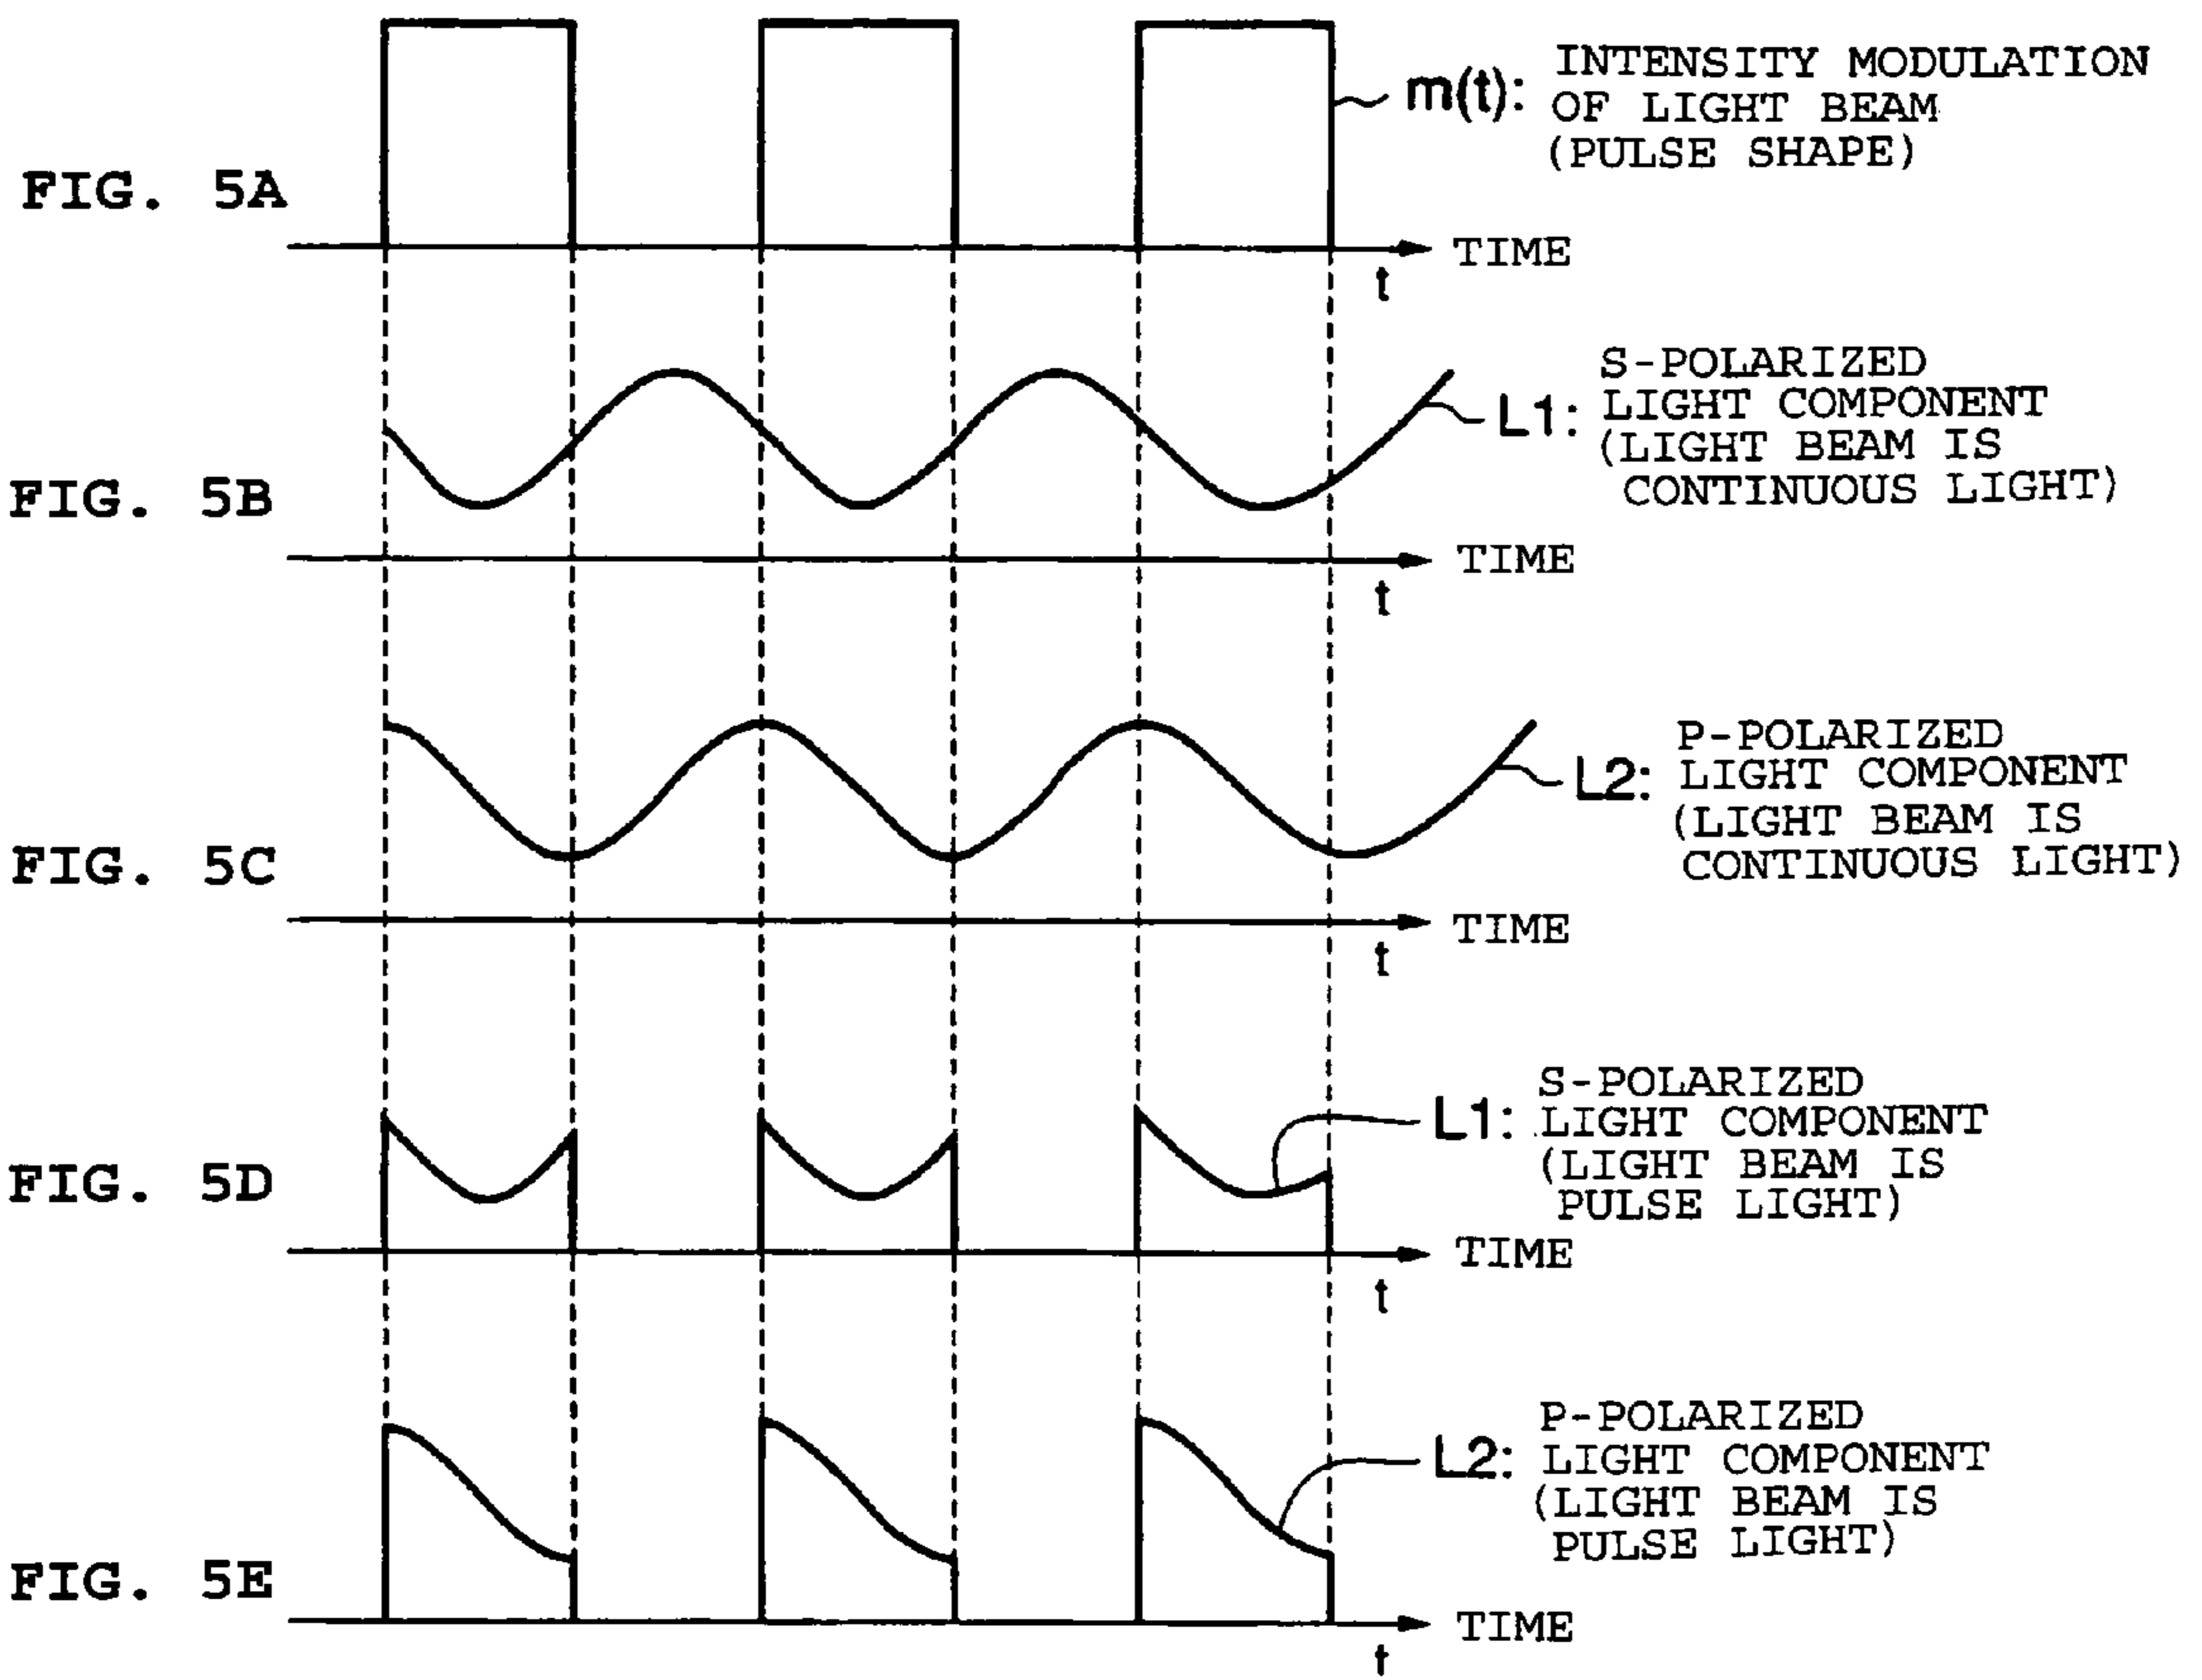 FIG. 5A
m(t): INTENSITY MODULATION
OF LIGHT BEAM
(PULSE SHAPE)
TIME
t
FIG. 5B
L1: S-POLARIZED
LIGHT COMPONENT
(LIGHT BEAM IS
CONTINUOUS LIGHT)
TIME
t
FIG. 5C
L2: P-POLARIZED
LIGHT COMPONENT
(LIGHT BEAM IS
CONTINUOUS LIGHT)
TIME
t
FIG. 5D
L1: S-POLARIZED
LIGHT COMPONENT
(LIGHT BEAM IS
PULSE LIGHT)
TIME
t
FIG. 5E
L2: P-POLARIZED
LIGHT COMPONENT
(LIGHT BEAM IS
PULSE LIGHT)
TIME
t